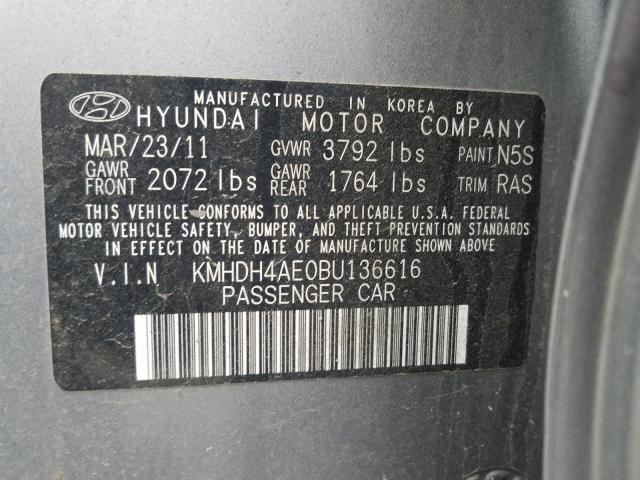 MANUFACTURED IN KOREA BY
HYUNDAI MOTOR COMPANY
MAR/23/11 GVWR 3792 lbs PAINT N5S
GAWR FRONT 2072 lbs GAWR REAR 1764 lbs TRIM RAS
THIS VEHICLE CONFORMS TO ALL APPLICABLE U.S.A. FEDERAL
MOTOR VEHICLE SAFETY, BUMPER, AND THEFT PREVENTION STANDARDS
IN EFFECT ON THE DATE OF MANUFACTURE SHOWN ABOVE.
V.I.N KMHDH4AE0BU136616
PASSENGER CAR